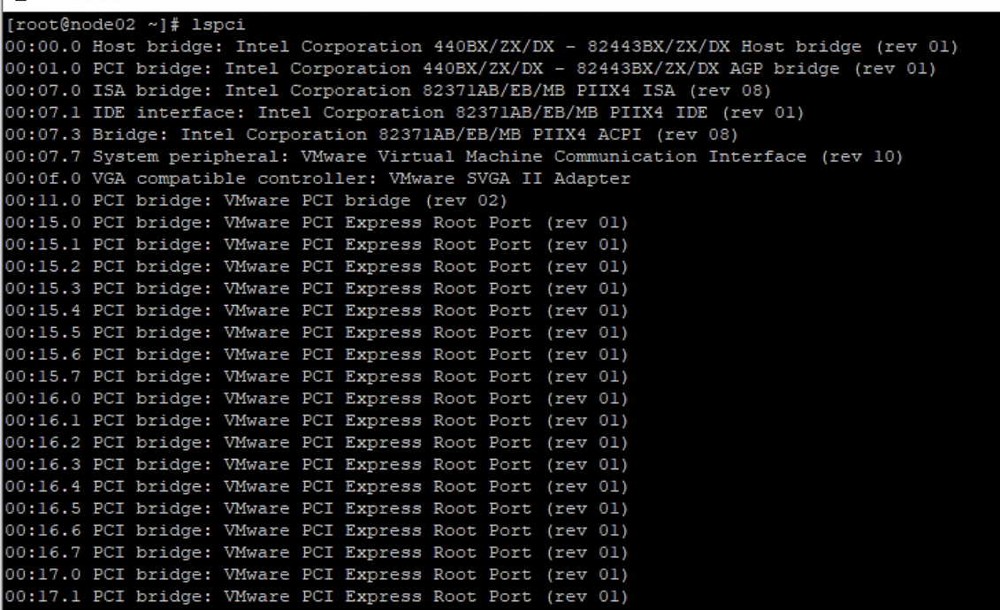 [root@node02 ~]# lspci
00:00.0 Host bridge: Intel Corporation 440BX/ZX/DX - 82443BX/ZX/DX Host bridge (rev 01)
00:01.0 PCI bridge: Intel Corporation 440BX/ZX/DX - 82443BX/ZX/DX AGP bridge (rev 01)
00:07.0 ISA bridge: Intel Corporation 82371AB/EB/MB PIIX4 ISA (rev 08)
00:07.1 IDE interface: Intel Corporation 82371AB/EB/MB PIIX4 IDE (rev 01)
00:07.3 Bridge: Intel Corporation 82371AB/EB/MB PIIX4 ACPI (rev 08)
00:07.7 System peripheral: VMware Virtual Machine Communication Interface (rev 10)
00:0f.0 VGA compatible controller: VMware SVGA II Adapter
00:11.0 PCI bridge: VMware PCI bridge (rev 02)
00:15.0 PCI bridge: VMware PCI Express Root Port (rev 01)
00:15.1 PCI bridge: VMware PCI Express Root Port (rev 01)
00:15.2 PCI bridge: VMware PCI Express Root Port (rev 01)
00:15.3 PCI bridge: VMware PCI Express Root Port (rev 01)
00:15.4 PCI bridge: VMware PCI Express Root Port (rev 01)
00:15.5 PCI bridge: VMware PCI Express Root Port (rev 01)
00:15.6 PCI bridge: VMware PCI Express Root Port (rev 01)
00:15.7 PCI bridge: VMware PCI Express Root Port (rev 01)
00:16.0 PCI bridge: VMware PCI Express Root Port (rev 01)
00:16.1 PCI bridge: VMware PCI Express Root Port (rev 01)
00:16.2 PCI bridge: VMware PCI Express Root Port (rev 01)
00:16.3 PCI bridge: VMware PCI Express Root Port (rev 01)
00:16.4 PCI bridge: VMware PCI Express Root Port (rev 01)
00:16.5 PCI bridge: VMware PCI Express Root Port (rev 01)
00:16.6 PCI bridge: VMware PCI Express Root Port (rev 01)
00:16.7 PCI bridge: VMware PCI Express Root Port (rev 01)
00:17.0 PCI bridge: VMware PCI Express Root Port (rev 01)
00:17.1 PCI bridge: VMware PCI Express Root Port (rev 01)